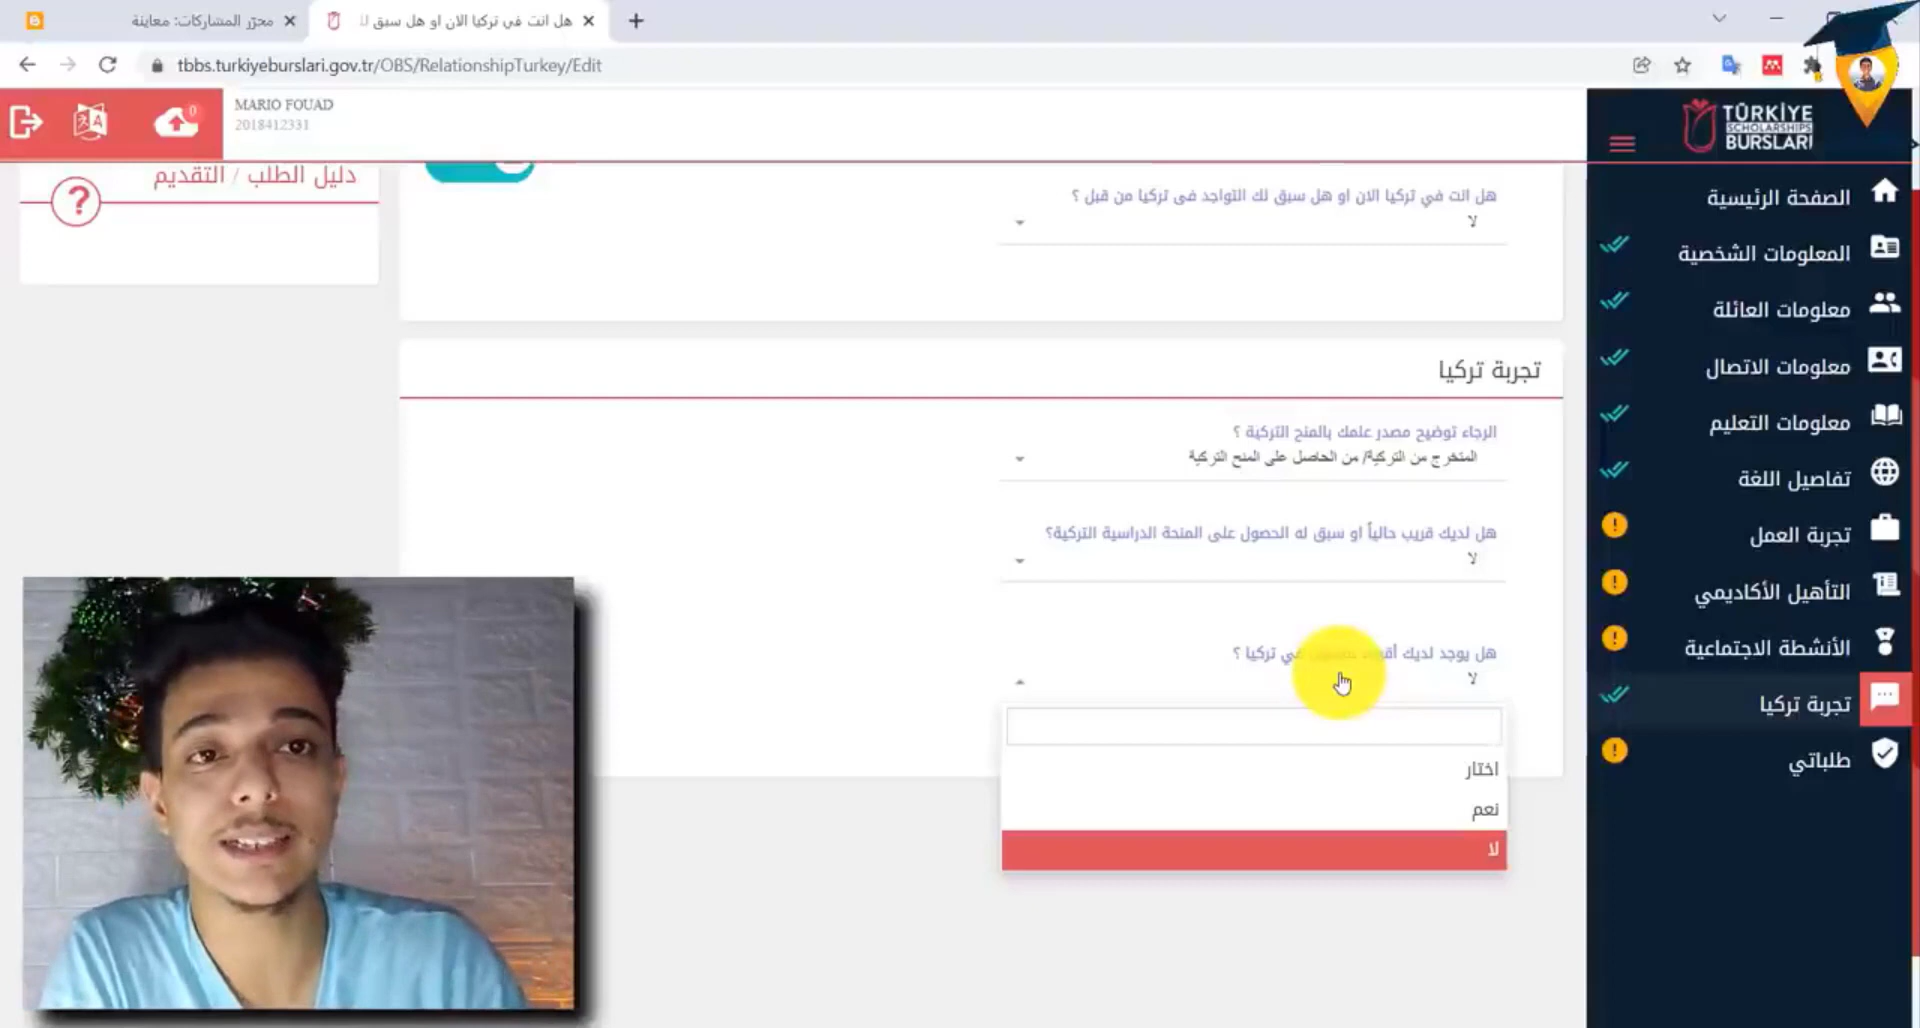 محرّر المشاركات: معاينة
هل انت في تركيا الان او هل سبق لك
tbbs.turkiyeburslari.gov.tr/OBS/RelationshipTurkey/Edit
0
MARIO FOUAD
2018412331
TÜRKİYE
SCHOLARSHIPS
BURSLARI
دليل الطلب / التقديم
?
هل انت في تركيا الان او هل سبق لك التواجد فى تركيا من قبل ؟
لا
تجربة تركيا
الرجاء توضيح مصدر علمك بالمنح التركية ؟
المتخرج من التركية/ من الحاصل على المنح التركية
هل لديك قريب حالياً او سبق له الحصول على المنحة الدراسية التركية؟
لا
هل يوجد لديك في تركيا ؟
لا
اختار
نعم
لا
الصفحة الرئيسية
المعلومات الشخصية
معلومات العائلة
معلومات الاتصال
معلومات التعليم
تفاصيل اللغة
تجربة العمل
التأهيل الأكاديمي
الأنشطة الاجتماعية
تجربة تركيا
طلباتي